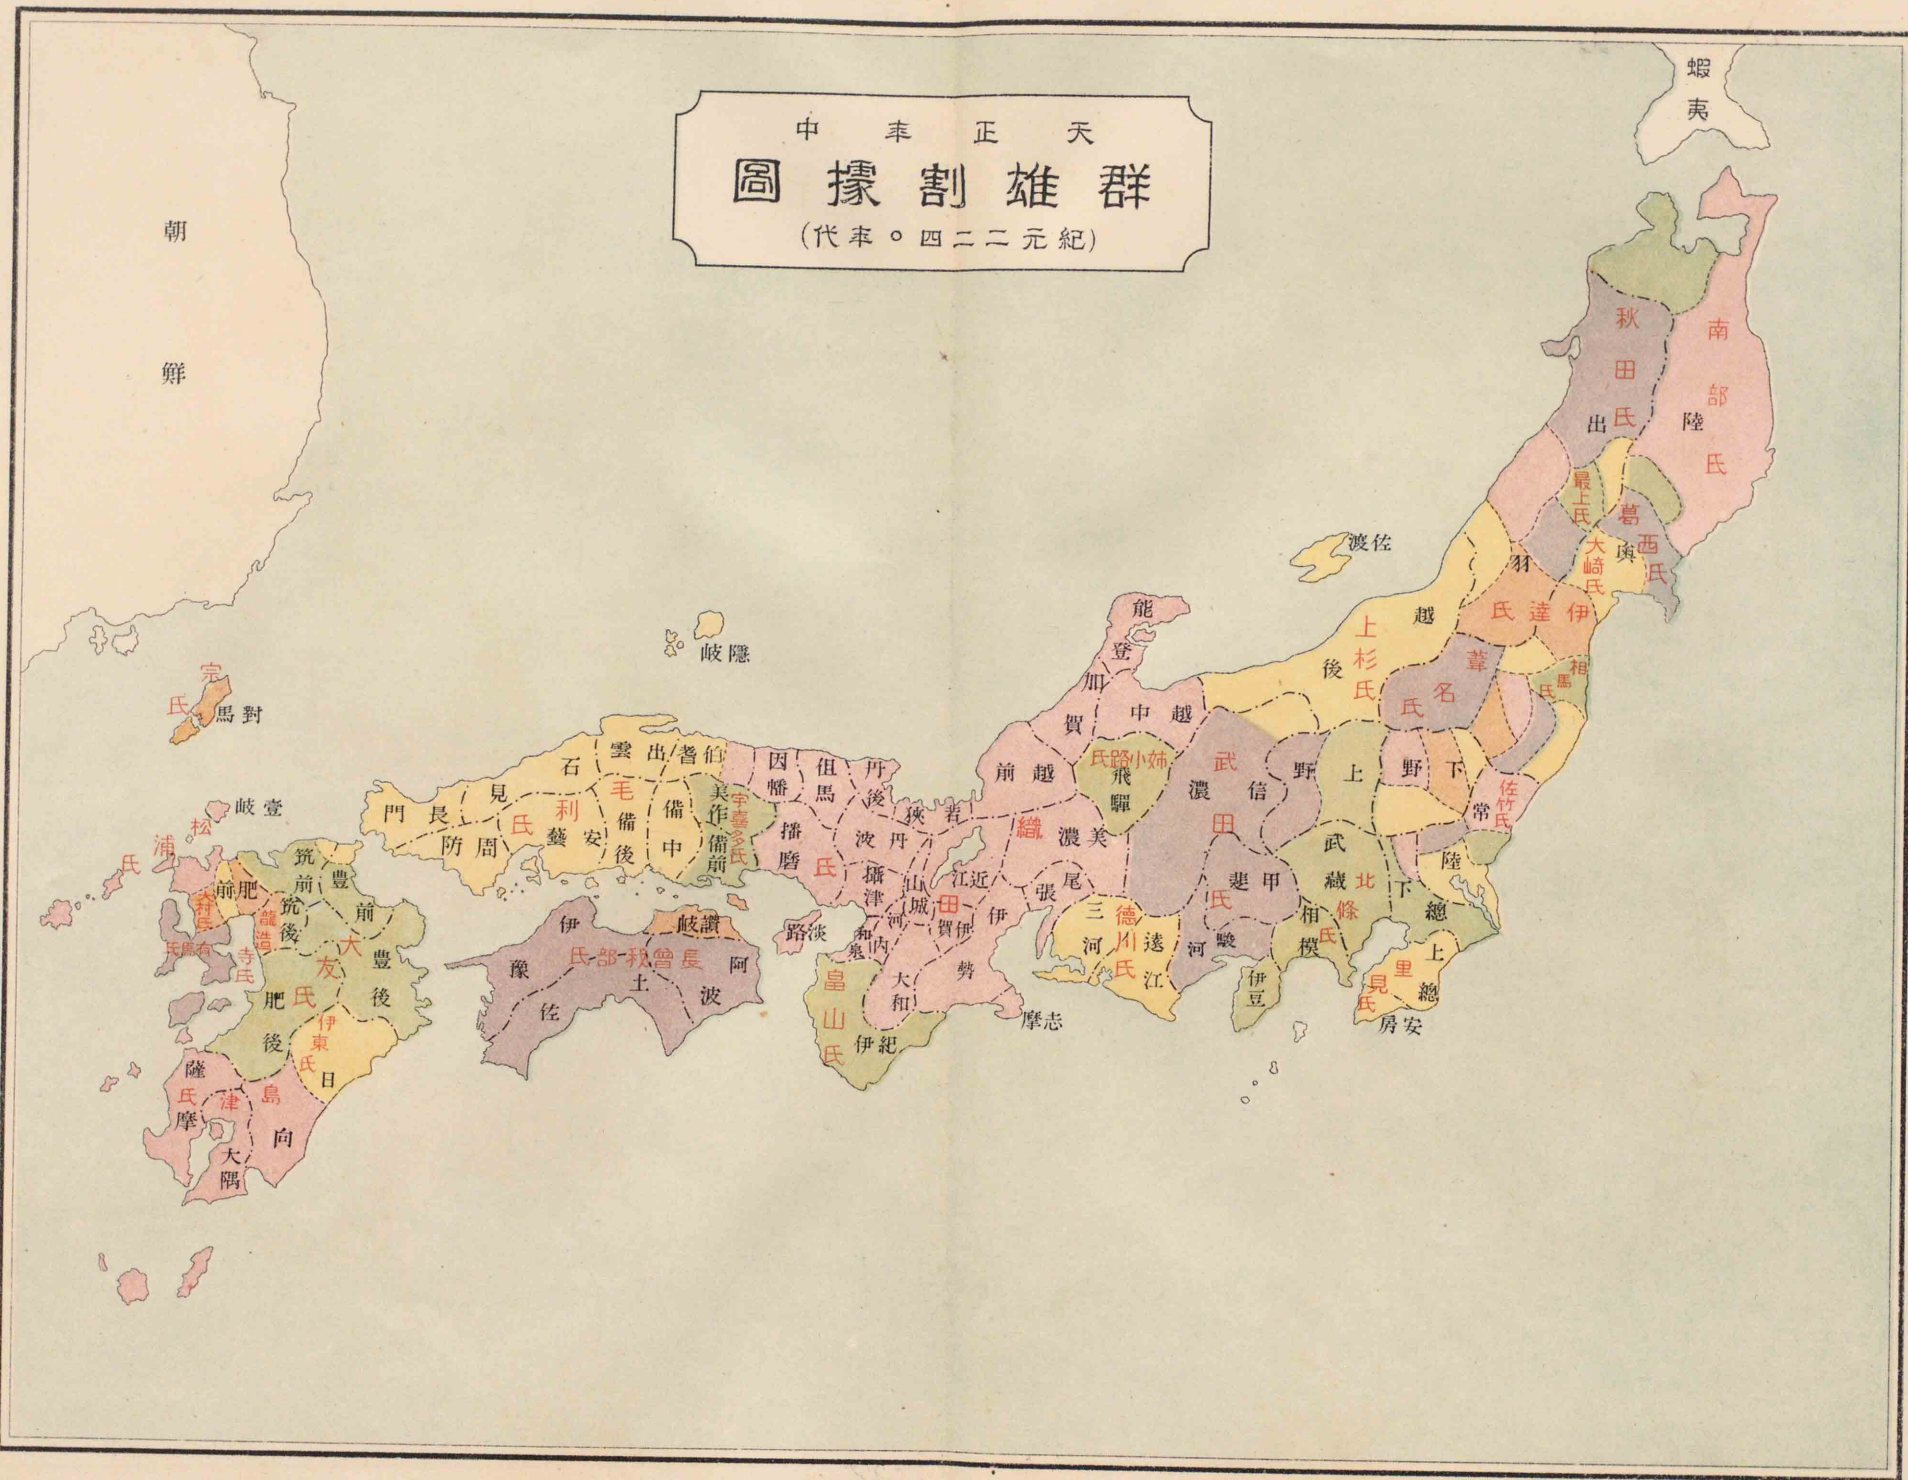 天正年中
群雄割據圖
(紀元二二四〇年代)
蝦夷
朝鮮
南部氏
秋田氏
陸奥
出羽
最上氏
葛西氏
大崎氏
伊達氏
相馬氏
葦名氏
上杉氏
越後
佐渡
佐竹氏
常陸
下野
上野
武藏
北條氏
相模
伊豆
下總
上總
里見氏
安房
武田氏
信濃
甲斐
駿河
德川氏
遠江
三河
尾張
美濃
姉小路氏
飛驒
能登
加賀
越中
越前
若狹
織田氏
近江
伊賀
伊勢
志摩
山城
大和
河内
和泉
攝津
丹波
丹後
但馬
因幡
播磨
淡路
畠山氏
紀伊
宇喜多氏
美作
備前
備中
備後
伯耆
出雲
隱岐
石見
安藝
周防
長門
毛利氏
長曾我部氏
讚岐
阿波
土佐
伊豫
宗氏
對馬
壹岐
松浦氏
大村氏
有馬氏
龍造寺氏
肥前
筑前
筑後
豊前
豊後
大友氏
肥後
伊東氏
日向
島津氏
薩摩
大隅